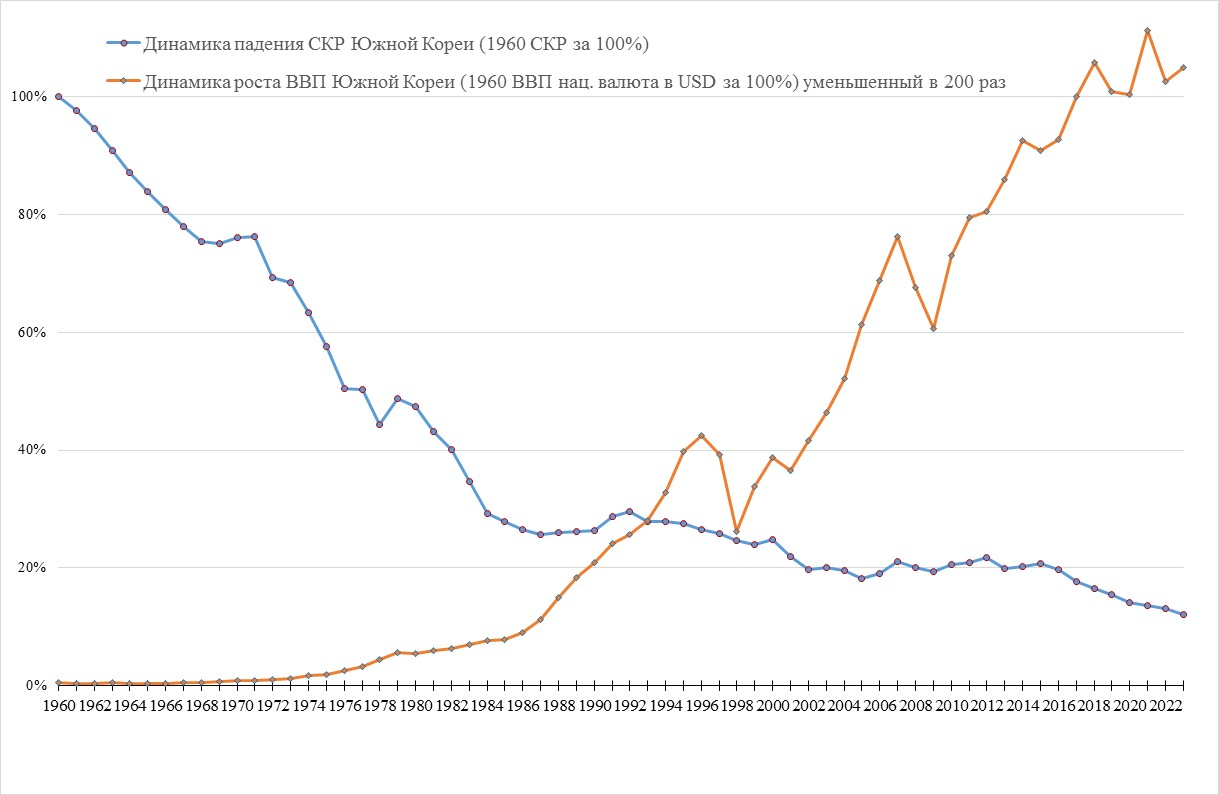 Динамика падения СКР Южной Кореи (1960 СКР за 100%)
Динамика роста ВВП Южной Кореи (1960 ВВП нац. валюта в USD за 100%) уменьшенный в 200 раз
100%
80%
60%
40%
20%
0%
1960 1962 1964 1966 1968 1970 1972 1974 1976 1978 1980 1982 1984 1986 1988 1990 1992 1994 1996 1998 2000 2002 2004 2006 2008 2010 2012 2014 2016 2018 2020 2022